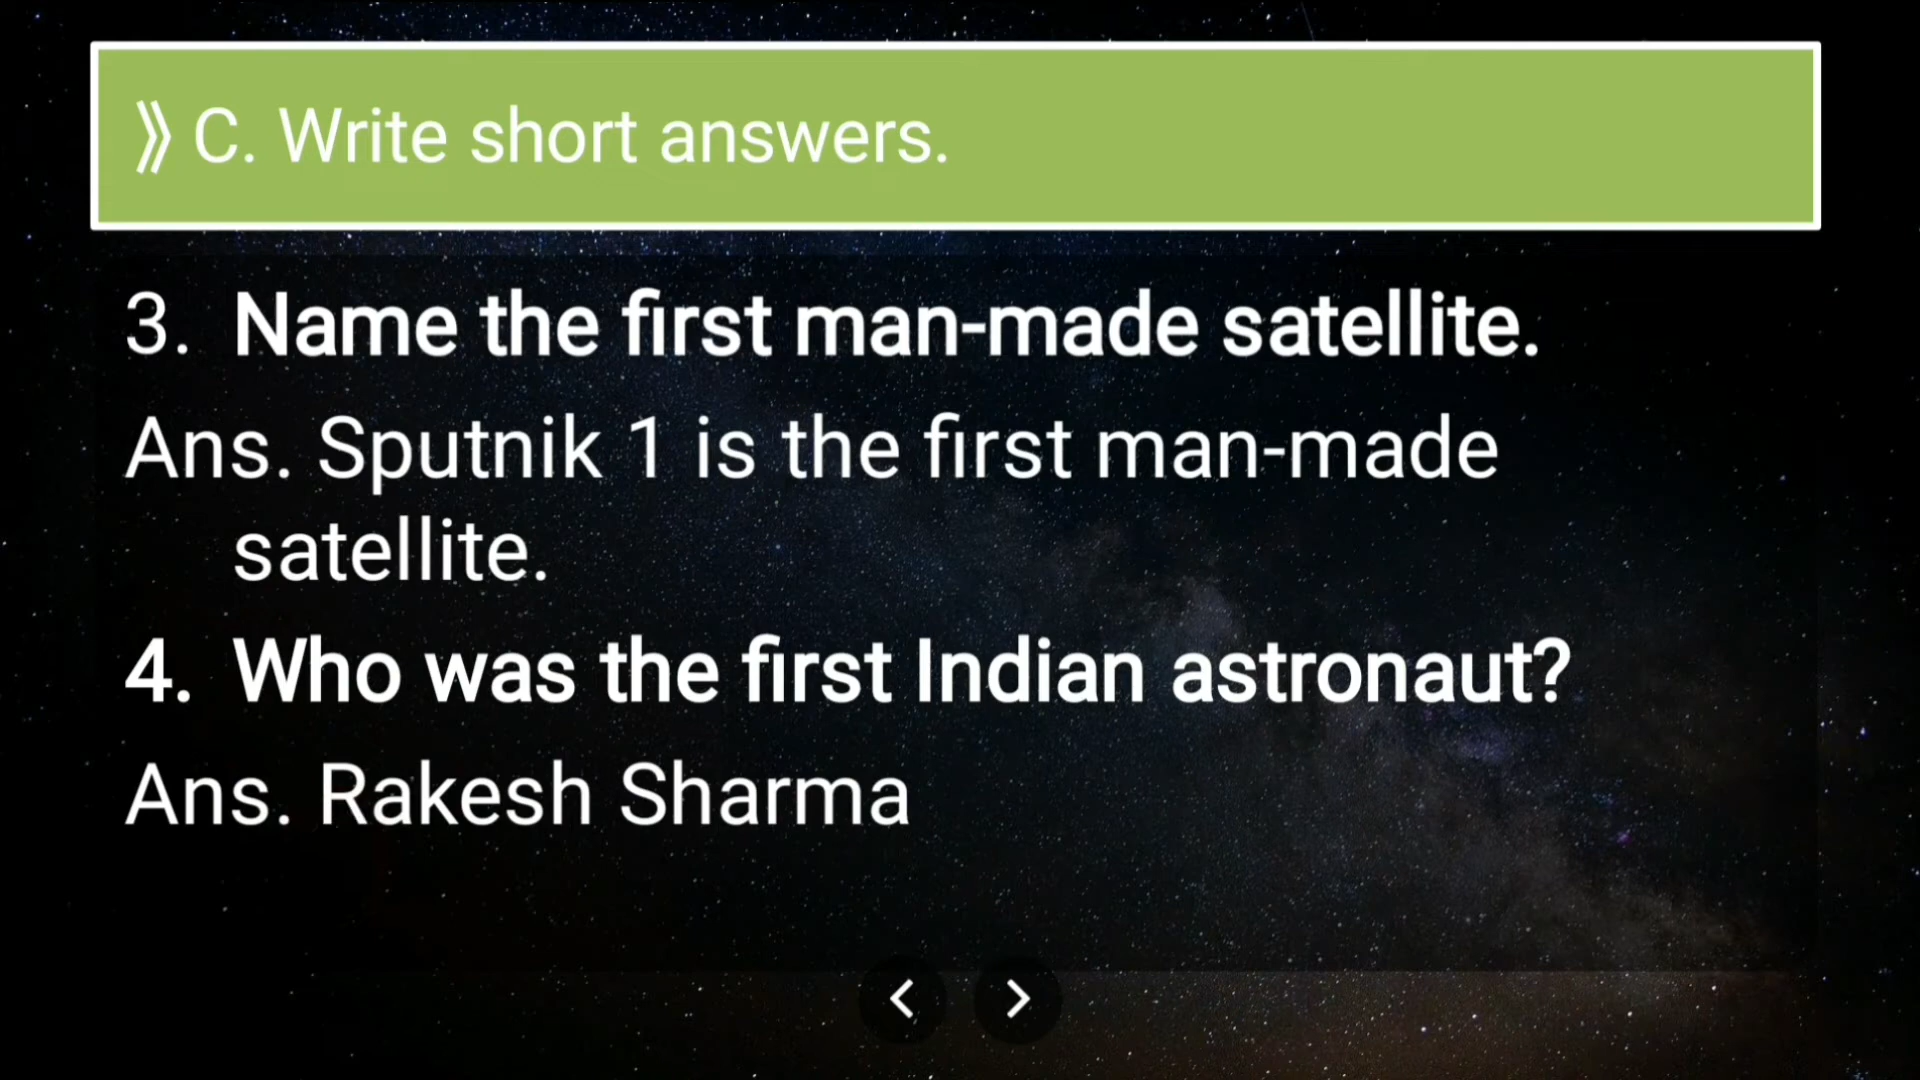 ⟫ C. Write short answers.
3. Name the first man-made satellite.
Ans. Sputnik 1 is the first man-made
satellite.
4. Who was the first Indian astronaut?
Ans. Rakesh Sharma